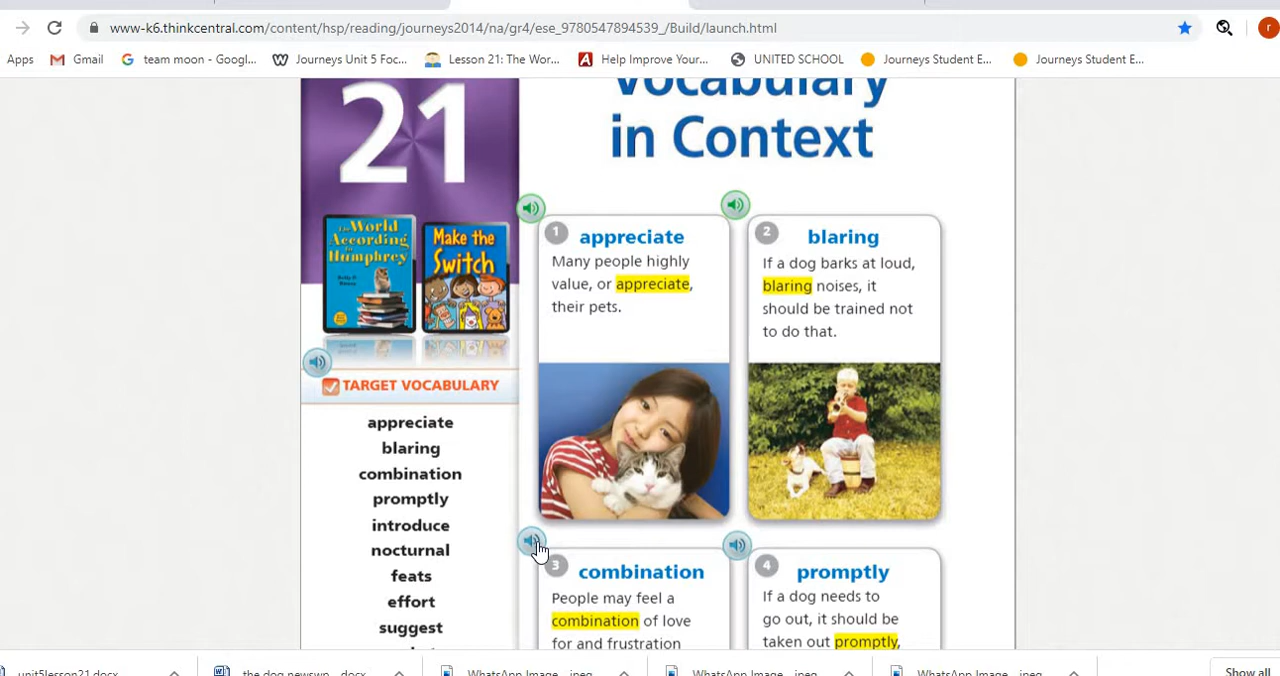 www-k6.thinkcentral.com/content/hsp/reading/journeys2014/na/gr4/ese_9780547894539_/Build/launch.html
r
Apps
Gmail
team moon - Googl...
Journeys Unit 5 Foc...
Lesson 21: The Wor...
Help Improve Your...
UNITED SCHOOL
Journeys Student E...
Journeys Student E...
21
Vocabulary
in Context
The World
According
to
Humphrey
Make the
Switch
TARGET VOCABULARY
appreciate
blaring
combination
promptly
introduce
nocturnal
feats
effort
suggest
1 appreciate
Many people highly
value, or appreciate,
their pets.
2 blaring
If a dog barks at loud,
blaring noises, it
should be trained not
to do that.
3 combination
People may feel a
combination of love
for and frustration
4 promptly
If a dog needs to
go out, it should be
taken out promptly,
unit5lesson21.docx
the dog newswp....docx
WhatsApp Image....jpeg
WhatsApp Image....jpeg
WhatsApp Image....jpeg
Show all